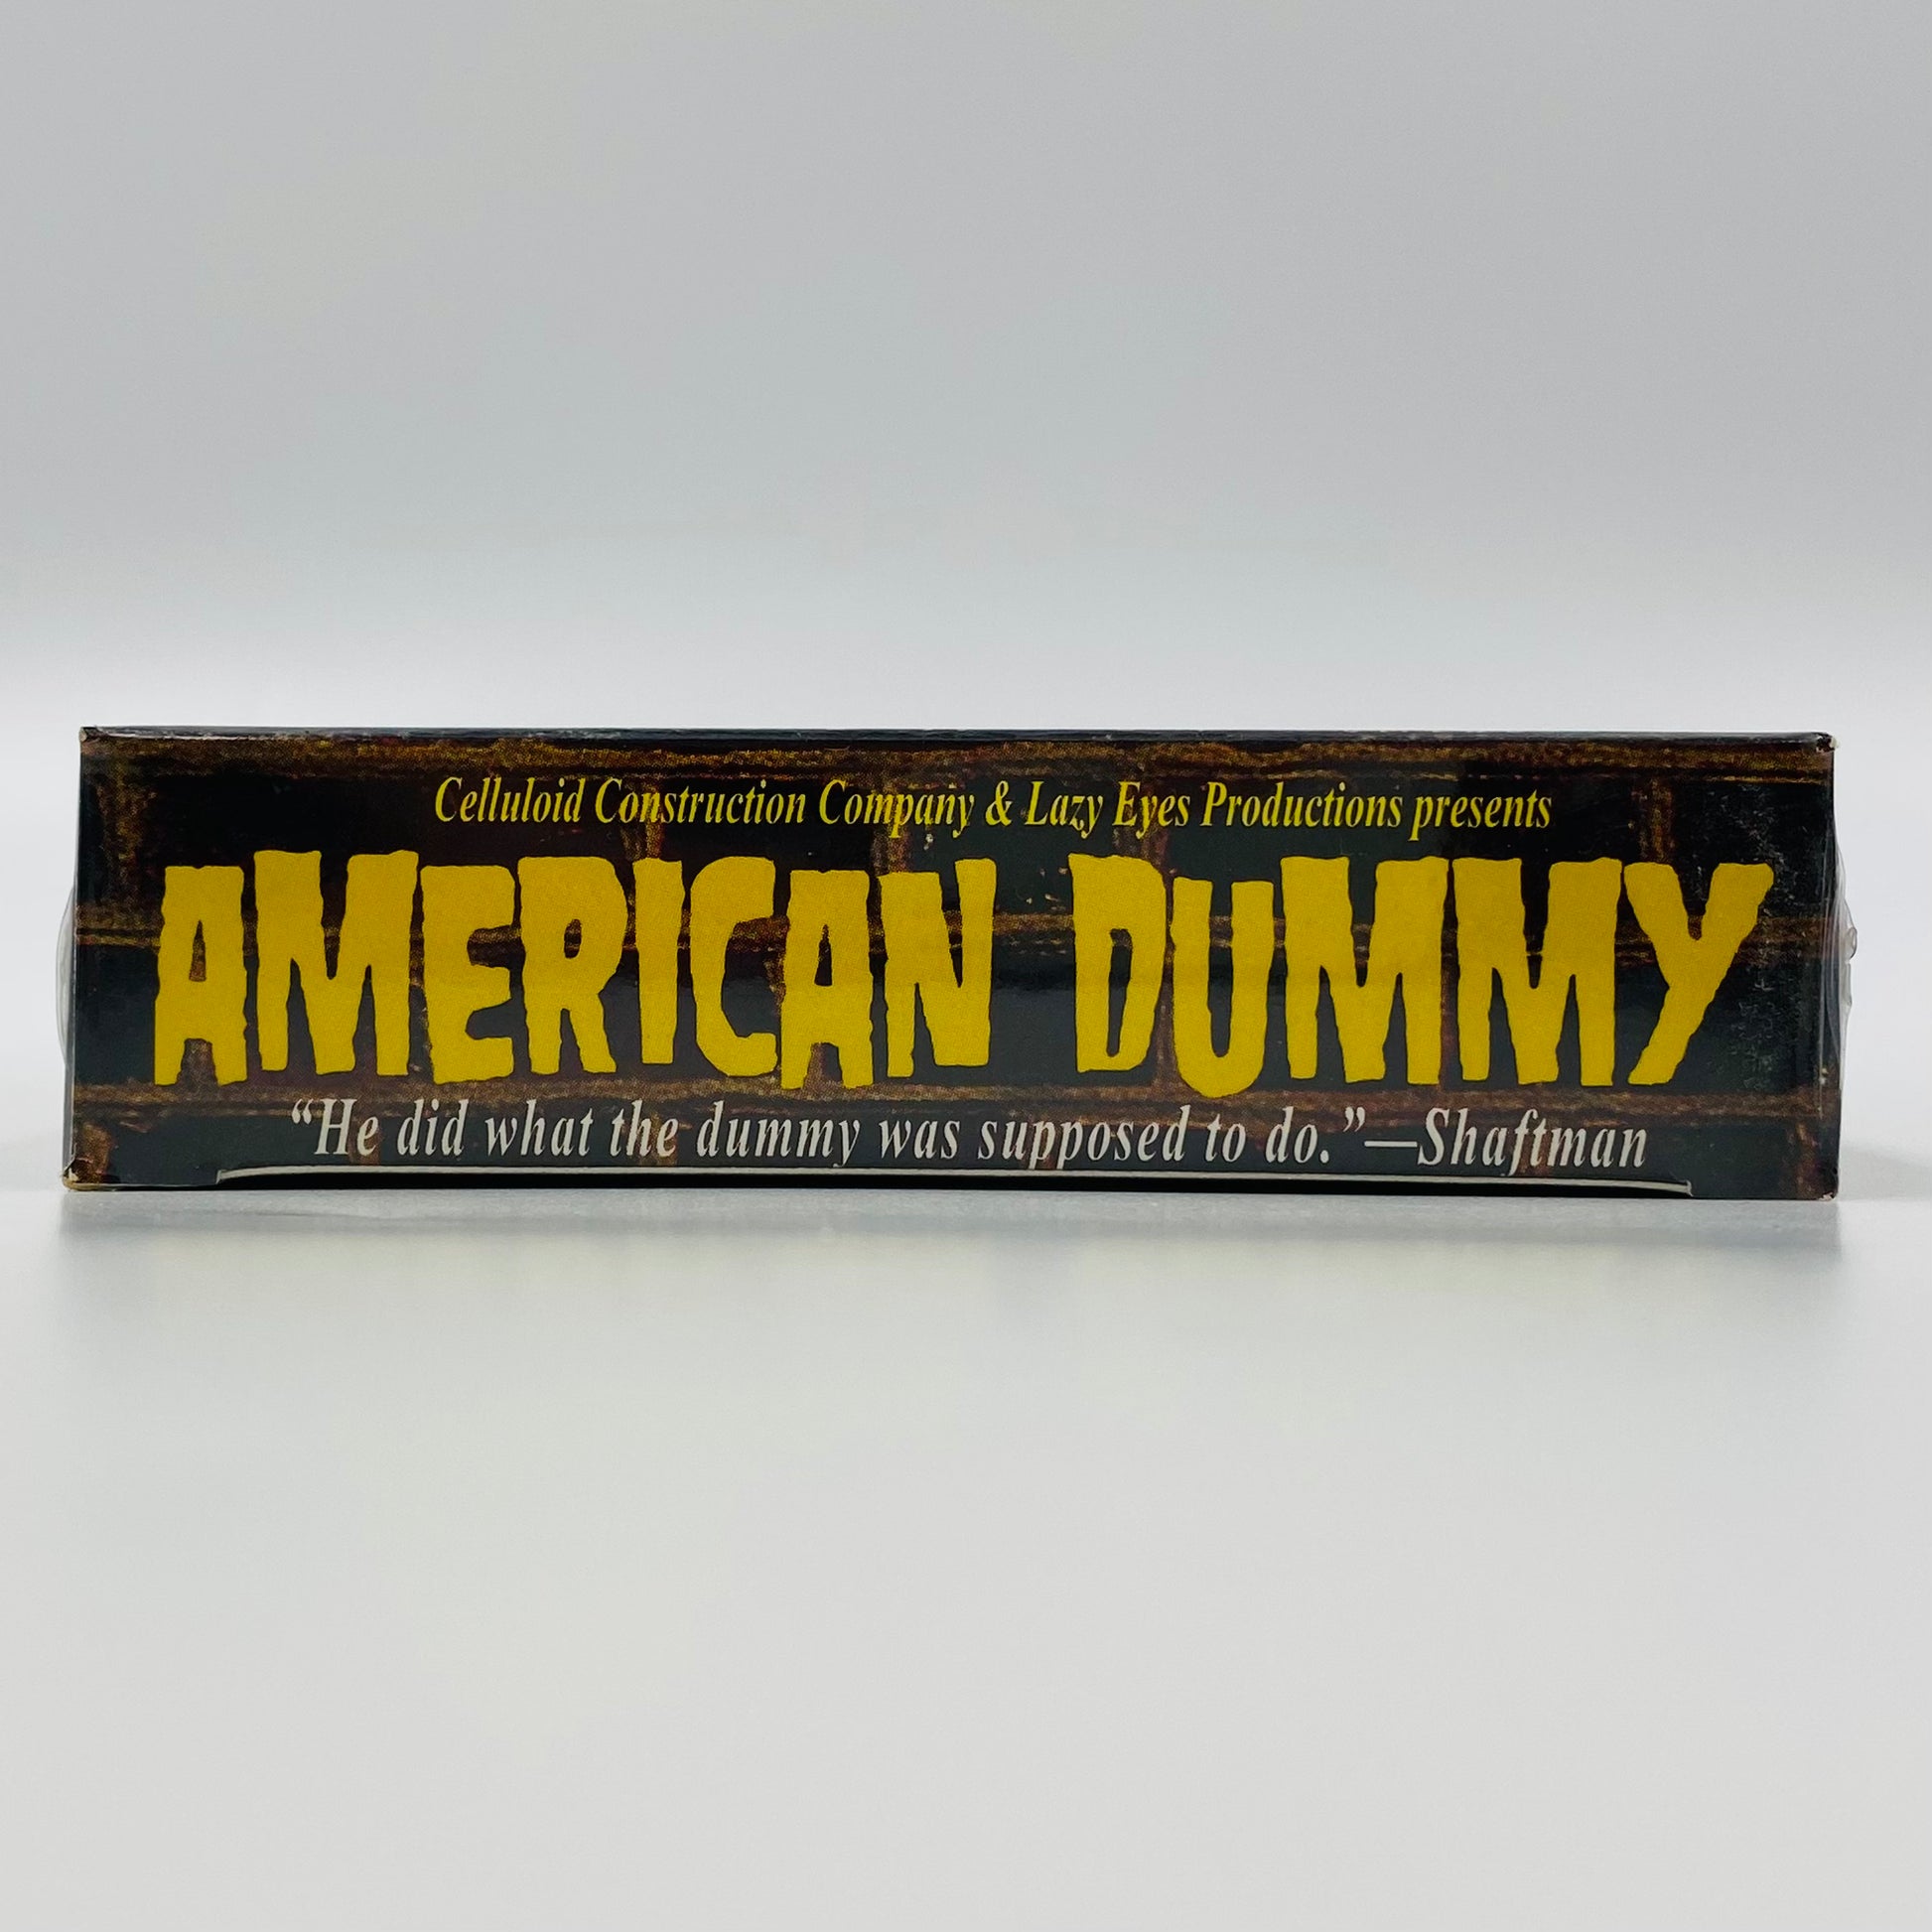 Celluloid Construction Company & Lazy Eyes Productions presents
AMERICAN DUMMY
“He did what the dummy was supposed to do.”—Shaftman